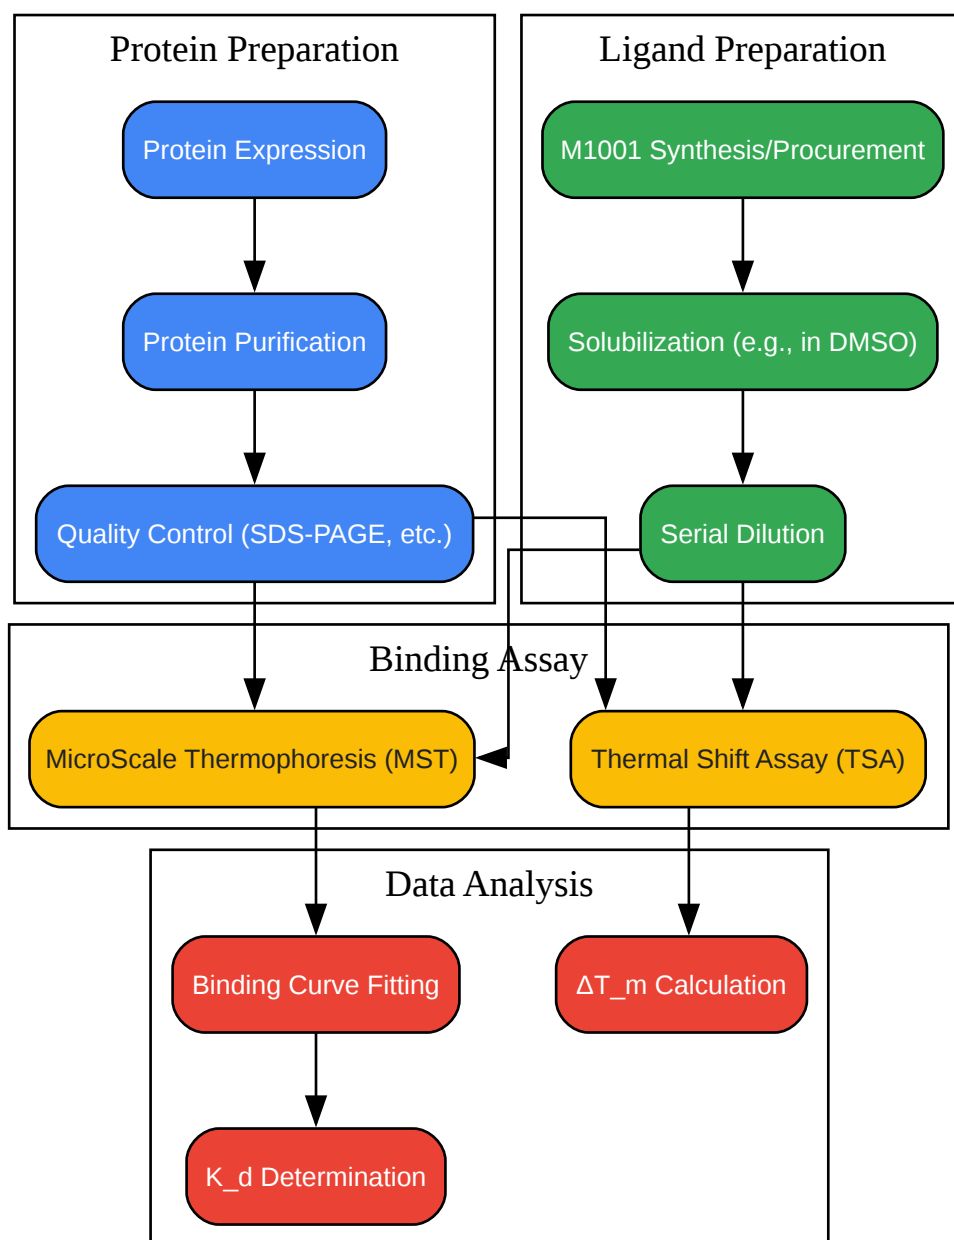 Protein Preparation
Ligand Preparation
Protein Expression
M1001 Synthesis/Procurement
Protein Purification
Solubilization (e.g., in DMSO)
Quality Control (SDS-PAGE, etc.)
Serial Dilution
Binding Assay
MicroScale Thermophoresis (MST)
Thermal Shift Assay (TSA)
Data Analysis
Binding Curve Fitting
ΔT_m Calculation
K_d Determination